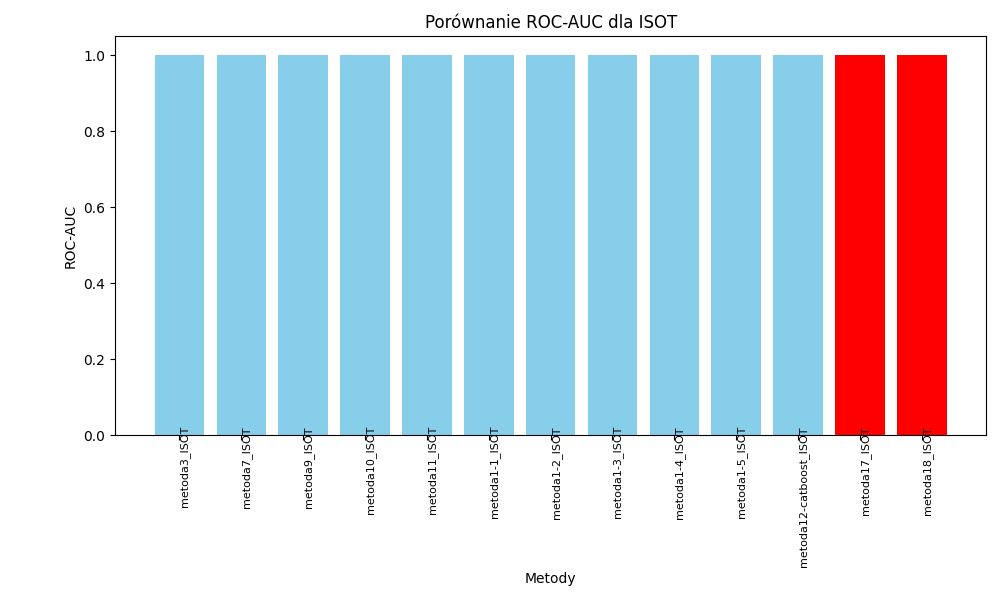 Porównanie ROC-AUC dla ISOT
1.0
0.8
0.6
0.4
0.2
0.0
ROC-AUC
metoda3_ISOT
metoda7_ISOT
metoda9_ISOT
metoda10_ISOT
metoda11_ISOT
metoda1-1_ISOT
metoda1-2_ISOT
metoda1-3_ISOT
metoda1-4_ISOT
metoda1-5_ISOT
metoda12-catboost_ISOT
metoda17_ISOT
metoda18_ISOT
Metody